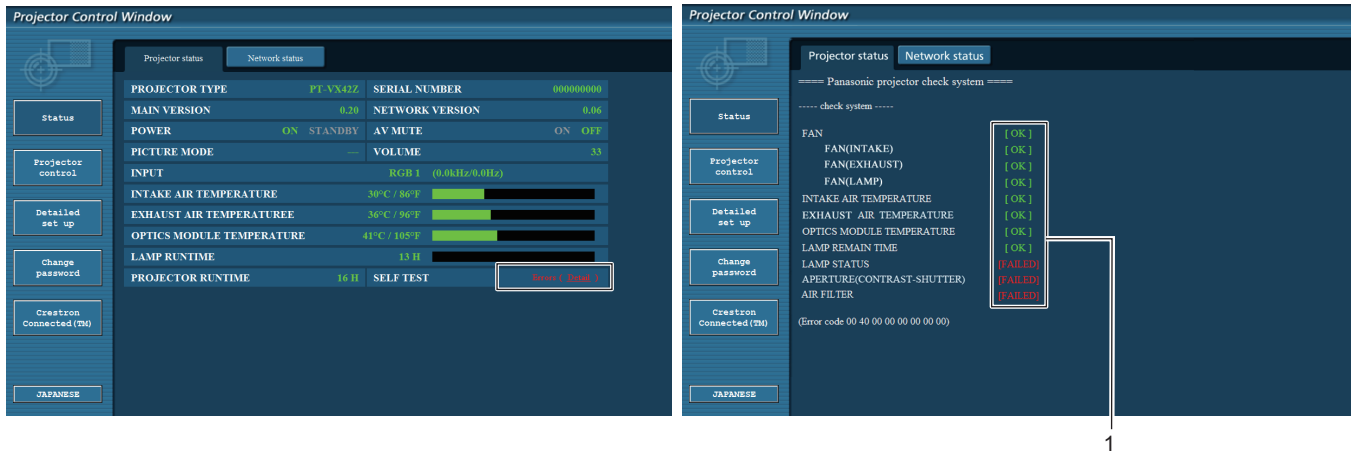 Projector Control Window
Projector status Network status
Status
Projector
control
Detailed
set up
Change
password
Crestron
Connected(TM)
JAPANESE
PROJECTOR TYPE PT-VX42Z SERIAL NUMBER 000000000
MAIN VERSION 0.20 NETWORK VERSION 0.06
POWER ON STANDBY AV MUTE ON OFF
PICTURE MODE --- VOLUME 33
INPUT RGB 1 (0.0kHz/0.0Hz)
INTAKE AIR TEMPERATURE 30°C / 86°F
EXHAUST AIR TEMPERATUREE 36°C / 96°F
OPTICS MODULE TEMPERATURE 41°C / 105°F
LAMP RUNTIME 13 H
PROJECTOR RUNTIME 16 H SELF TEST Error ( Detail )
Projector Control Window
Projector status Network status
Status
Projector
control
Detailed
set up
Change
password
Crestron
Connected(TM)
JAPANESE
==== Panasonic projector check system ====
----- check system -----
FAN [ OK ]
FAN(INTAKE) [ OK ]
FAN(EXHAUST) [ OK ]
FAN(LAMP) [ OK ]
INTAKE AIR TEMPERATURE [ OK ]
EXHAUST AIR TEMPERATURE [ OK ]
OPTICS MODULE TEMPERATURE [ OK ]
LAMP REMAIN TIME [ OK ]
LAMP STATUS [FAILED]
APERTURE(CONTRAST-SHUTTER) [FAILED]
AIR FILTER [FAILED]
(Error code 00 40 00 00 00 00 00 00)
1